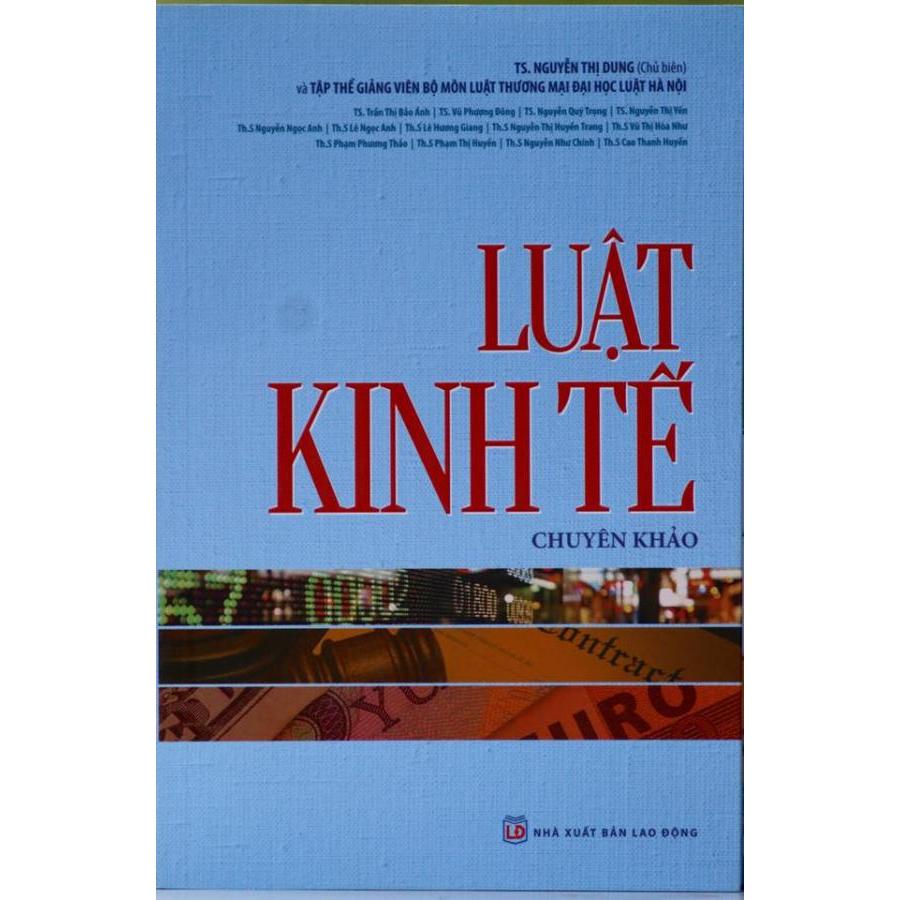 TS. NGUYỄN THỊ DUNG (Chủ biên)
và TẬP THỂ GIẢNG VIÊN BỘ MÔN LUẬT THƯƠNG MẠI ĐẠI HỌC LUẬT HÀ NỘI
TS. Trần Thị Bảo Ánh | TS. Vũ Phương Đông | TS. Nguyễn Quý Trọng | TS. Nguyễn Thị Yến
Th.S Nguyễn Ngọc Anh | Th.S Lê Ngọc Anh | Th.S Lê Hương Giang | Th.S Nguyễn Thị Huyền Trang | Th.S Vũ Thị Hòa Như
Th.S Phạm Phương Thảo | Th.S Phạm Thị Huyền | Th.S Nguyễn Như Chính | Th.S Cao Thanh Huyền
LUẬT
KINH TẾ
CHUYÊN KHẢO
Contract
EURO
LĐ NHÀ XUẤT BẢN LAO ĐỘNG